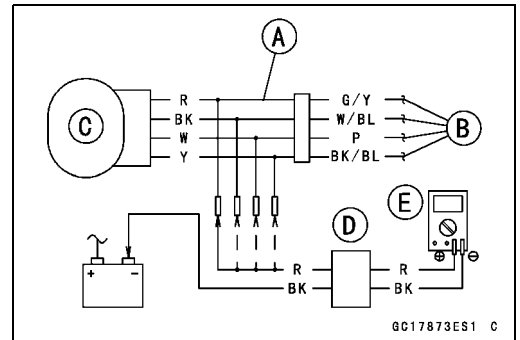 A
R G/Y
BK W/BL
C W P B
Y BK/BL
E
D
+ - R R ⊕ ⊖
BK BK
GC17873ES1 C